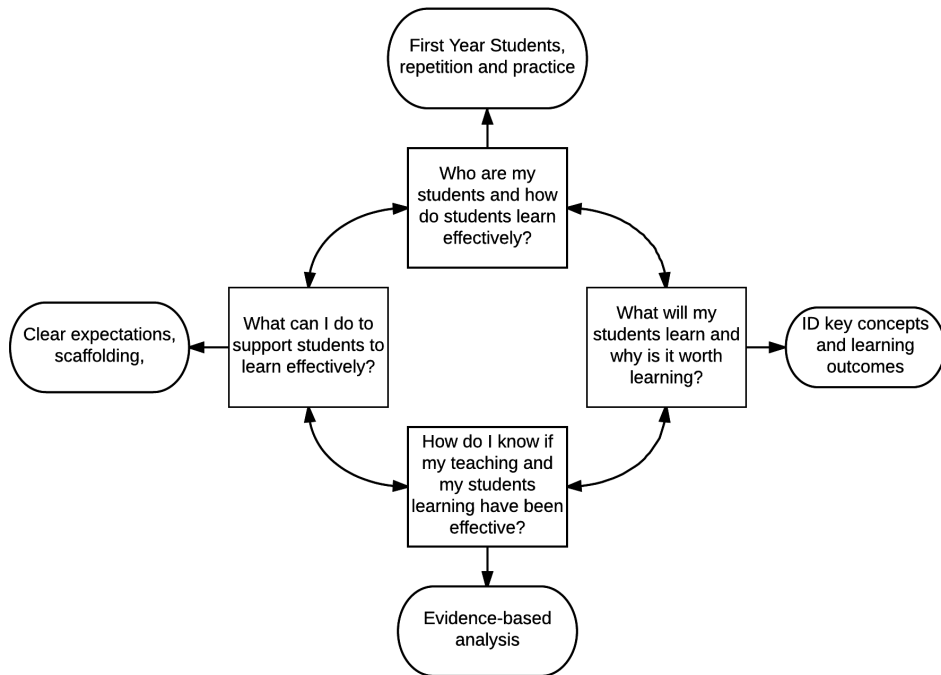 First Year Students,
repetition and practice
Who are my
students and how
do students learn
effectively?
Clear expectations,
scaffolding,
What can I do to
support students to
learn effectively?
What will my
students learn and
why is it worth
learning?
ID key concepts
and learning
outcomes
How do I know if
my teaching and
my students
learning have been
effective?
Evidence-based
analysis